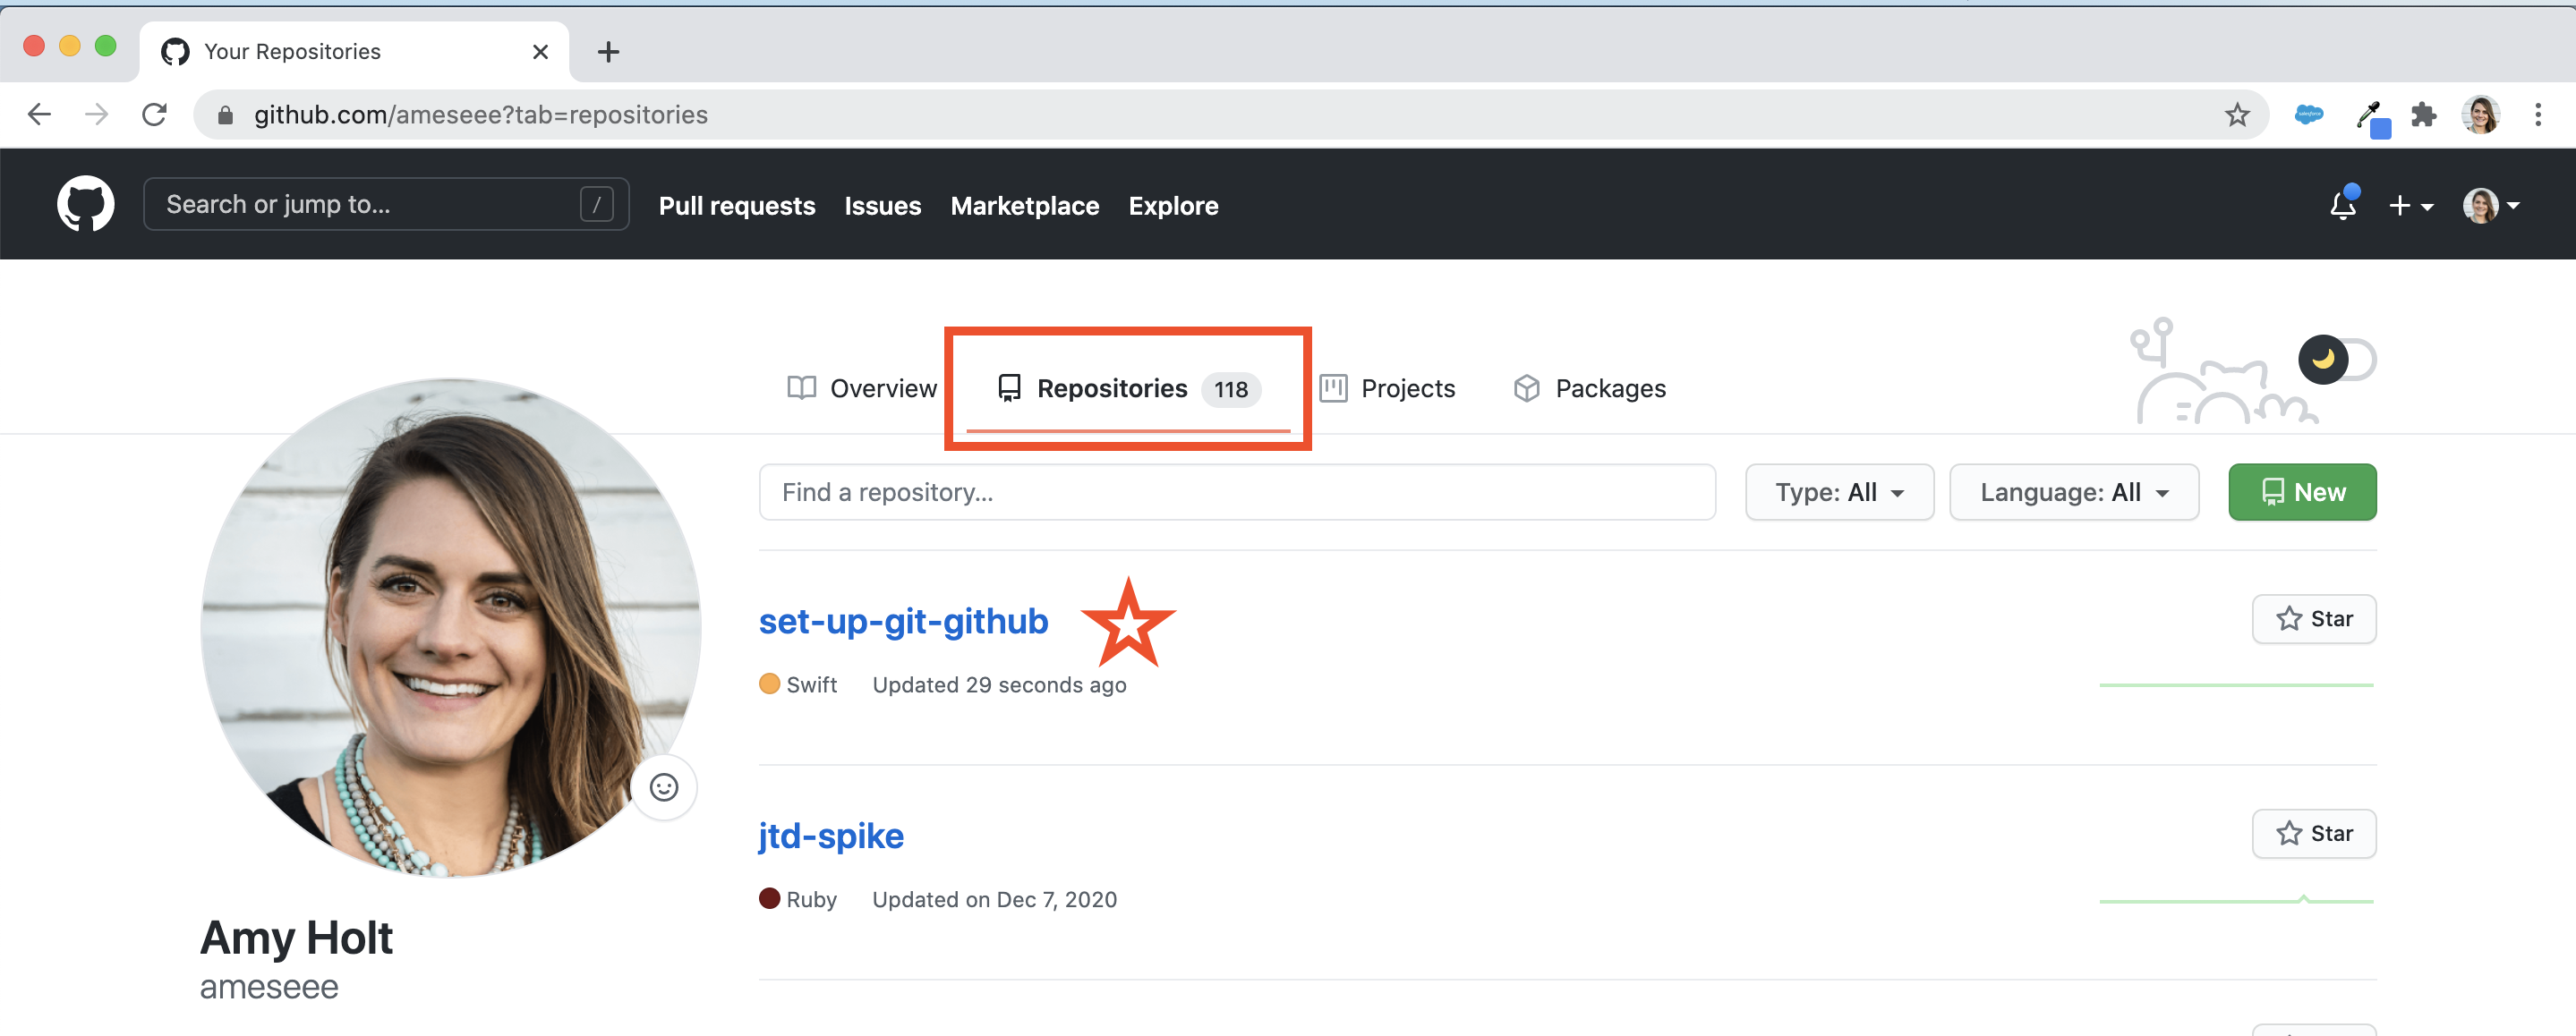 Your Repositories
github.com/ameseee?tab=repositories
salesforce
Search or jump to... /
Pull requests Issues Marketplace Explore
Overview Repositories 118 Projects Packages
Find a repository... Type: All Language: All New
set-up-git-github Star
Swift Updated 29 seconds ago
jtd-spike Star
Ruby Updated on Dec 7, 2020
Amy Holt
ameseee